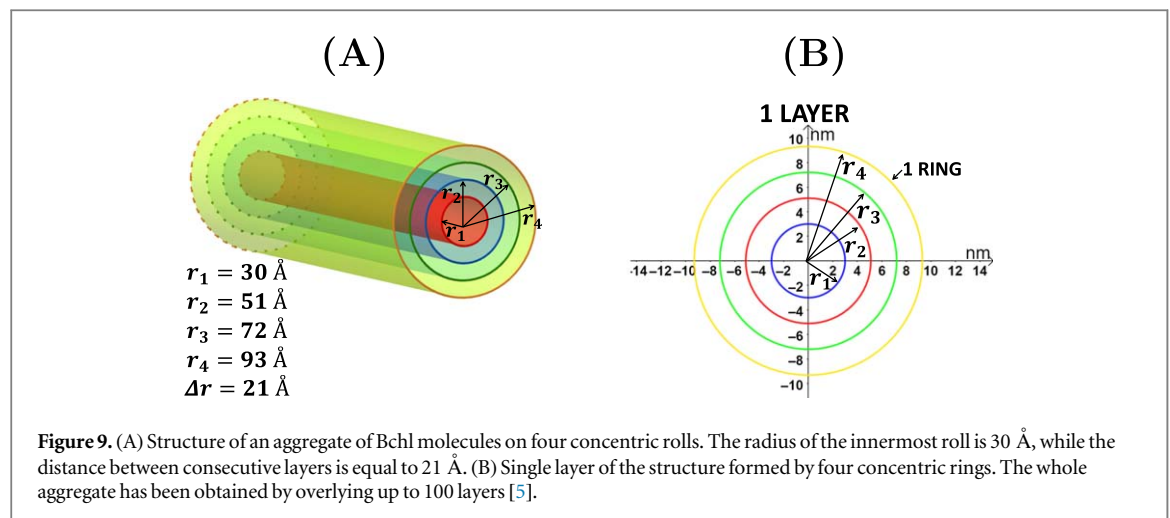 (A)
r₂
r₃
r₁
r₄
r₁ = 30 Å
r₂ = 51 Å
r₃ = 72 Å
r₄ = 93 Å
Δr = 21 Å
(B)
1 LAYER
10 nm
r₄
1 RING
8
6
r₃
4
2
r₂
nm
-14 -12 -10 -8 -6 -4 -2 2 4 6 8 10 12 14
r₁
-2
-4
-6
-8
-10
Figure 9. (A) Structure of an aggregate of Bchl molecules on four concentric rolls. The radius of the innermost roll is 30 Å, while the
distance between consecutive layers is equal to 21 Å. (B) Single layer of the structure formed by four concentric rings. The whole
aggregate has been obtained by overlying up to 100 layers [5].